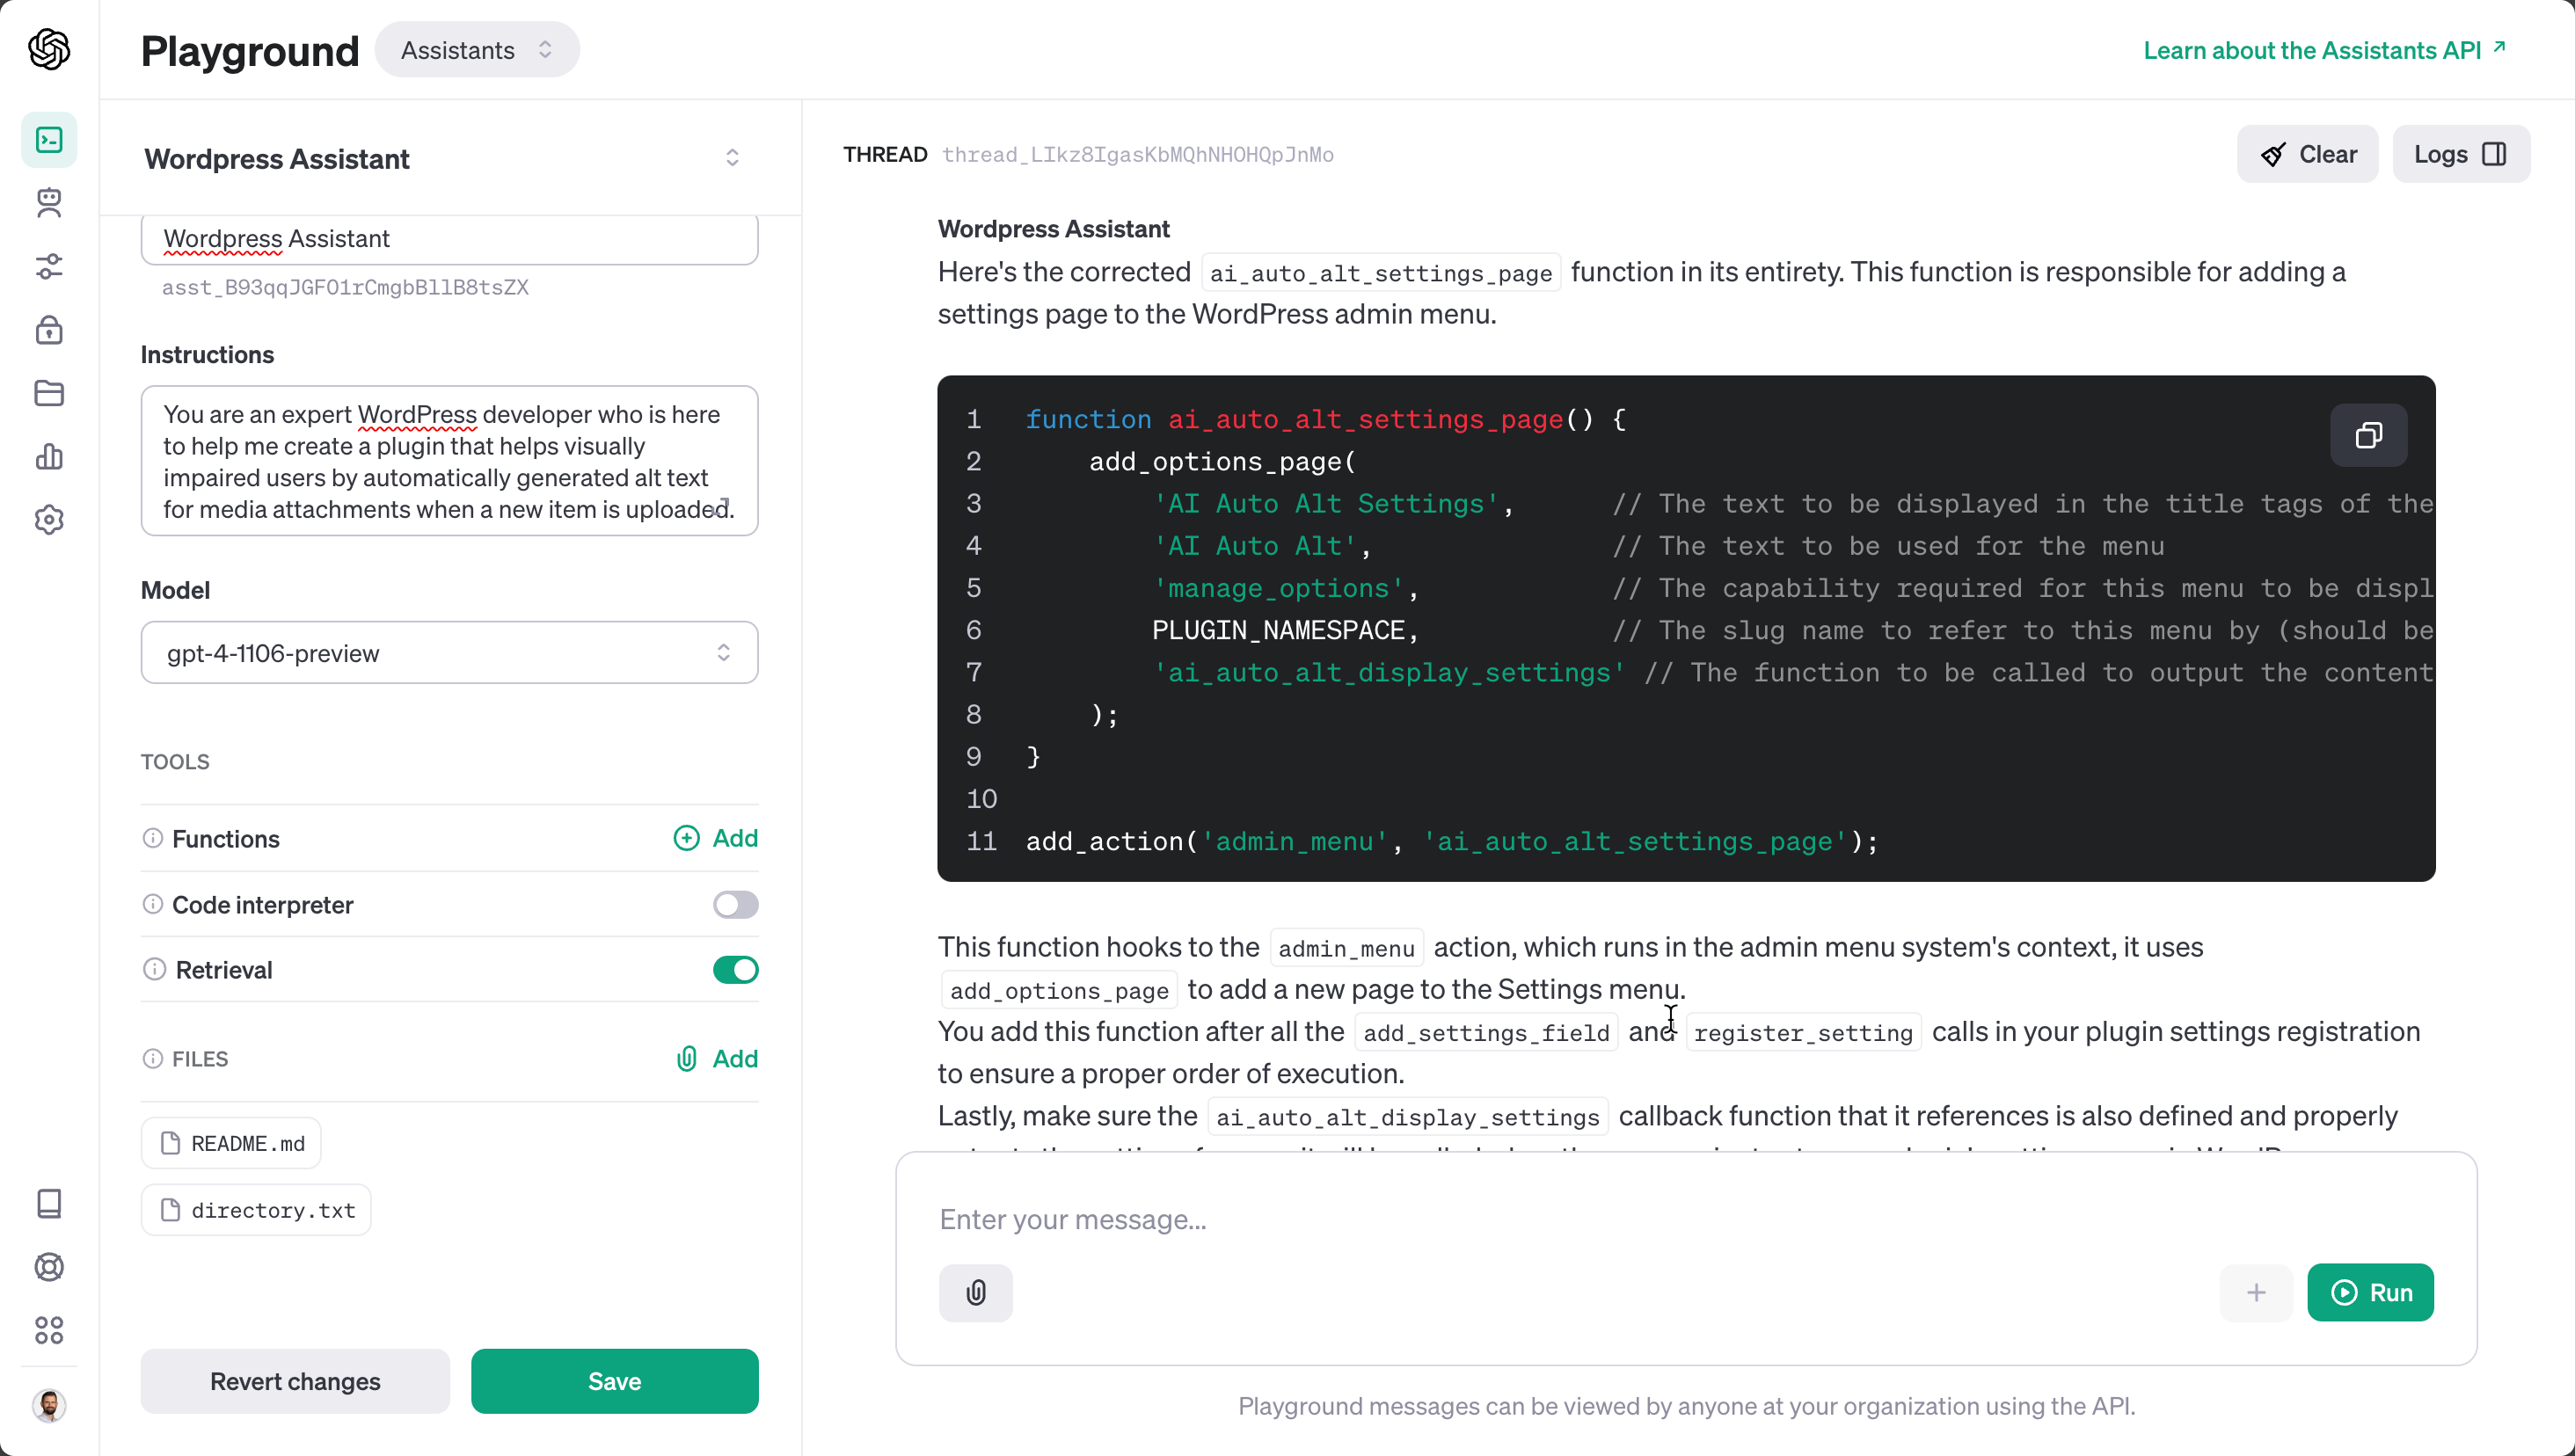 Playground
Assistants
Learn about the Assistants API
Wordpress Assistant
Wordpress Assistant
asst_B93qqJGFO1rCmgbBllB8tsZX
Instructions
You are an expert WordPress developer who is here
to help me create a plugin that helps visually
impaired users by automatically generated alt text
for media attachments when a new item is uploaded.
Model
gpt-4-1106-preview
TOOLS
Functions
Add
Code interpreter
Retrieval
FILES
Add
README.md
directory.txt
Revert changes
Save
THREAD thread_LIkz8IgasKbMQhNHOHQpJnMo
Clear
Logs
Wordpress Assistant
Here's the corrected ai_auto_alt_settings_page function in its entirety. This function is responsible for adding a
settings page to the WordPress admin menu.
1 function ai_auto_alt_settings_page() {
2 add_options_page(
3 'AI Auto Alt Settings', // The text to be displayed in the title tags of the
4 'AI Auto Alt', // The text to be used for the menu
5 'manage_options', // The capability required for this menu to be displ
6 PLUGIN_NAMESPACE, // The slug name to refer to this menu by (should be
7 'ai_auto_alt_display_settings' // The function to be called to output the content
8 );
9 }
10
11 add_action('admin_menu', 'ai_auto_alt_settings_page');
This function hooks to the admin_menu action, which runs in the admin menu system's context, it uses
add_options_page to add a new page to the Settings menu.
You add this function after all the add_settings_field and register_setting calls in your plugin settings registration
to ensure a proper order of execution.
Lastly, make sure the ai_auto_alt_display_settings callback function that it references is also defined and properly
Enter your message...
Run
Playground messages can be viewed by anyone at your organization using the API.